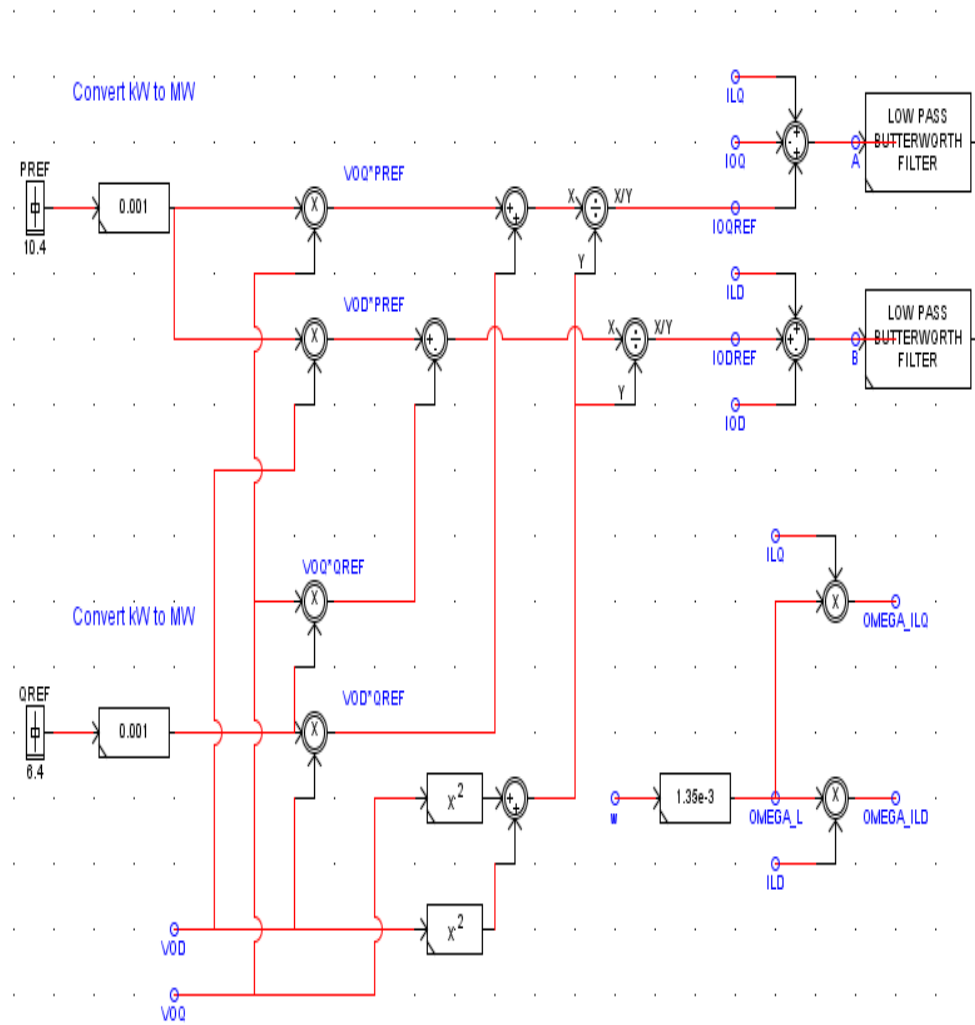 Convert kW to MW
PREF
10.4
0.001
X
VOQ*PREF
+
+
X
÷
X/Y
Y
ILQ
IOQ
IOQREF
+
-
+
A
LOW PASS
BUTTERWORTH
FILTER
X
VOD*PREF
+
-
X
÷
X/Y
Y
ILD
IODREF
IOD
+
+
-
B
LOW PASS
BUTTERWORTH
FILTER
VOQ*QREF
X
Convert kW to MW
QREF
6.4
0.001
VOD*QREF
X
X²
+
+
X²
VOD
VOQ
ILQ
X
OMEGA_ILQ
W
1.35e-3
OMEGA_L
X
OMEGA_ILD
ILD